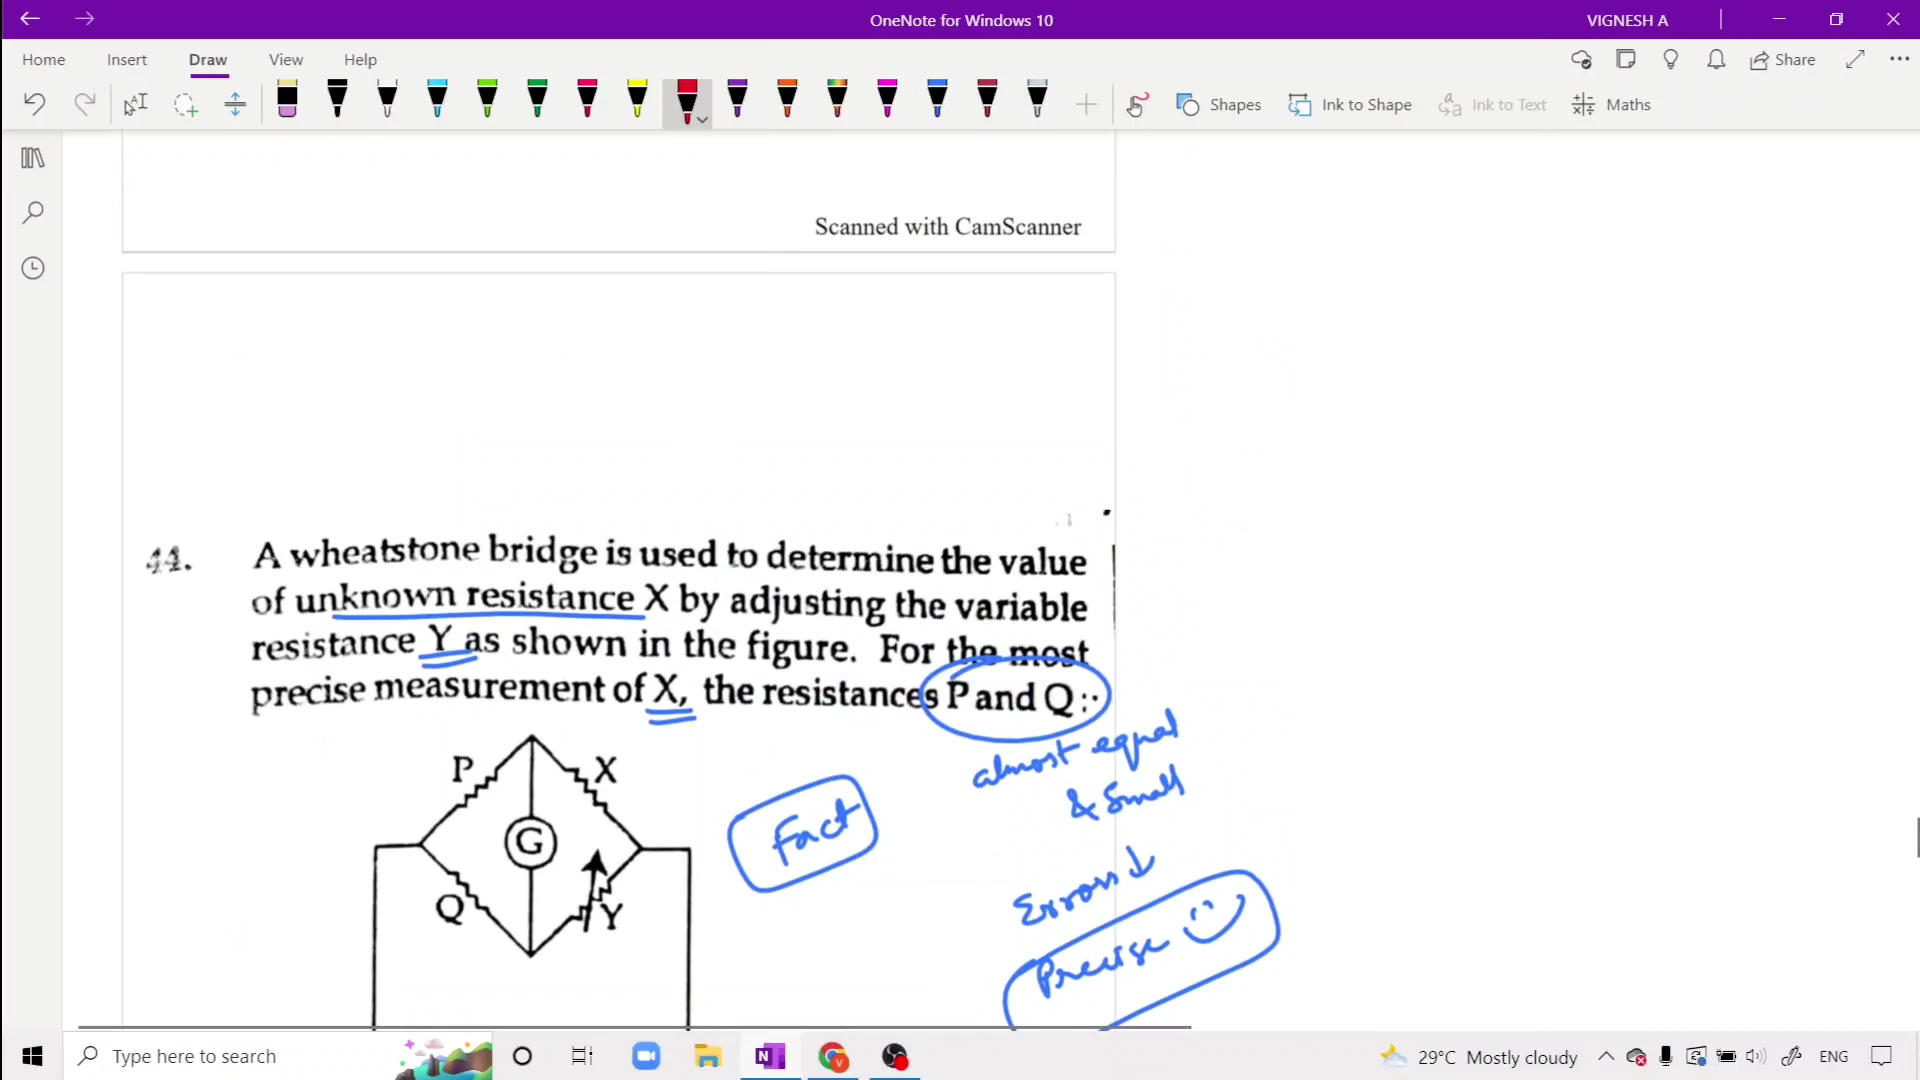 OneNote for Windows 10
VIGNESH A
Home Insert Draw View Help
Share
Shapes Ink to Shape Ink to Text Maths
Scanned with CamScanner
44. A wheatstone bridge is used to determine the value
of unknown resistance X by adjusting the variable
resistance Y as shown in the figure. For the most
precise measurement of X, the resistances P and Q :-
almost equal
& small
P X
Fact
G
Errors↓
Q Y
Precise
Type here to search
N
29°C Mostly cloudy
ENG